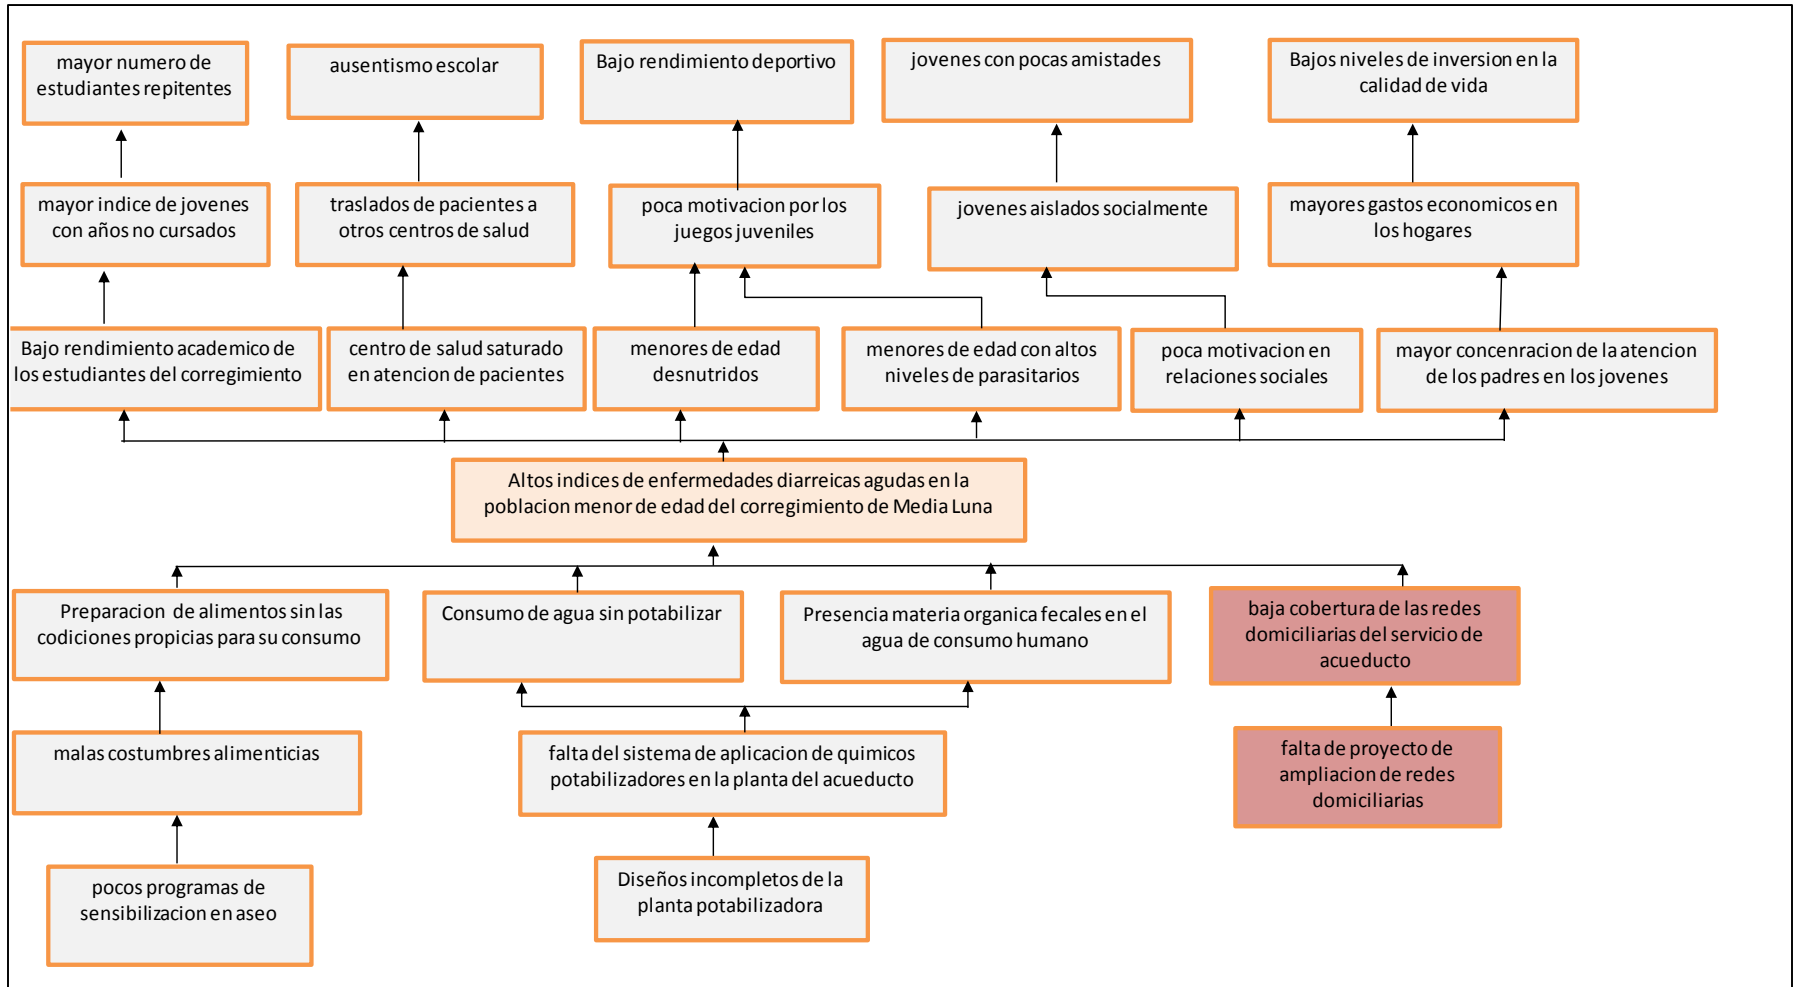 mayor numero de
estudiantes repitentes
ausentismo escolar
Bajo rendimiento deportivo
jovenes con pocas amistades
Bajos niveles de inversion en la
calidad de vida
mayor indice de jovenes
con años no cursados
traslados de pacientes a
otros centros de salud
poca motivacion por los
juegos juveniles
jovenes aislados socialmente
mayores gastos economicos en
los hogares
Bajo rendimiento academico de
los estudiantes del corregimiento
centro de salud saturado
en atencion de pacientes
menores de edad
desnutridos
menores de edad con altos
niveles de parasitarios
poca motivacion en
relaciones sociales
mayor concenracion de la atencion
de los padres en los jovenes
Altos indices de enfermedades diarreicas agudas en la
poblacion menor de edad del corregimiento de Media Luna
Preparacion de alimentos sin las
codiciones propicias para su consumo
Consumo de agua sin potabilizar
Presencia materia organica fecales en el
agua de consumo humano
baja cobertura de las redes
domiciliarias del servicio de
acueducto
malas costumbres alimenticias
falta del sistema de aplicacion de quimicos
potabilizadores en la planta del acueducto
falta de proyecto de
ampliacion de redes
domiciliarias
pocos programas de
sensibilizacion en aseo
Diseños incompletos de la
planta potabilizadora